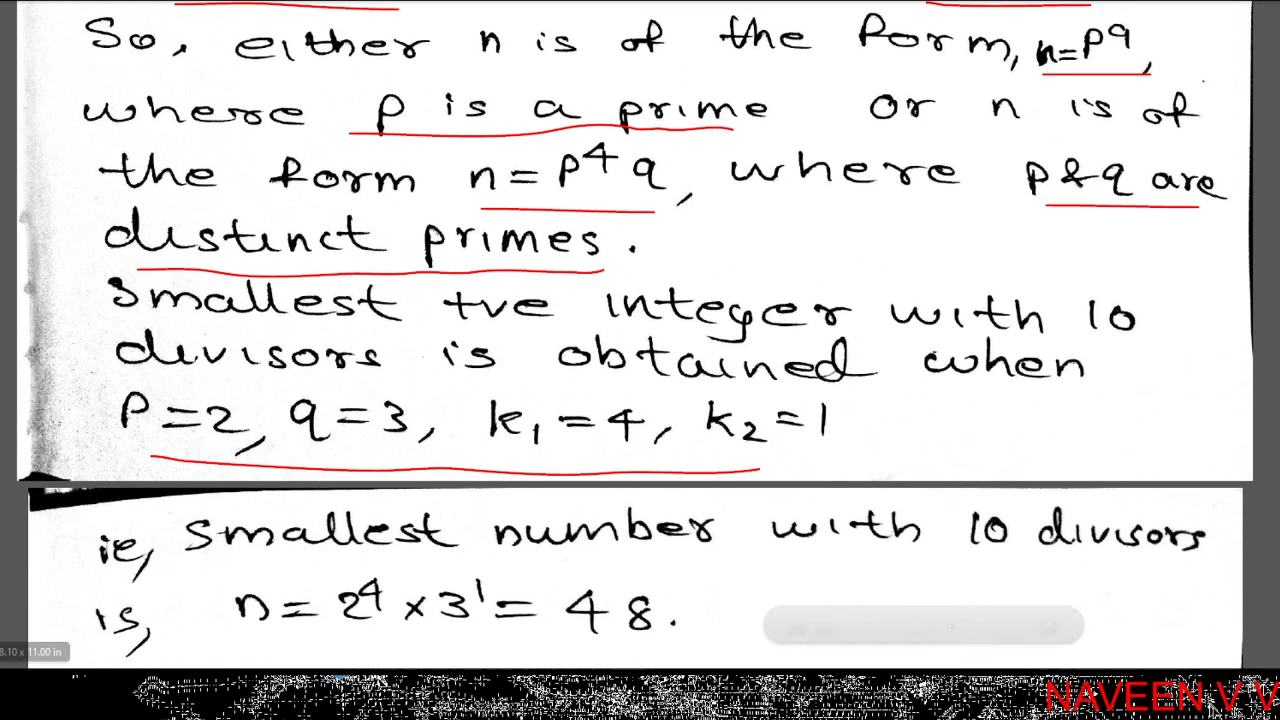 So, either n is of the form, n=p⁹,
where p is a prime or n is of
the form n = p⁴q, where p & q are
distinct primes.
Smallest +ve integer with 10
divisors is obtained when
P=2, q=3, k₁=4, k₂=1
ie, smallest number with 10 divisors
is, n = 2⁴ × 3¹ = 48.
8.10 x 11.00 in
NAVEEN V V